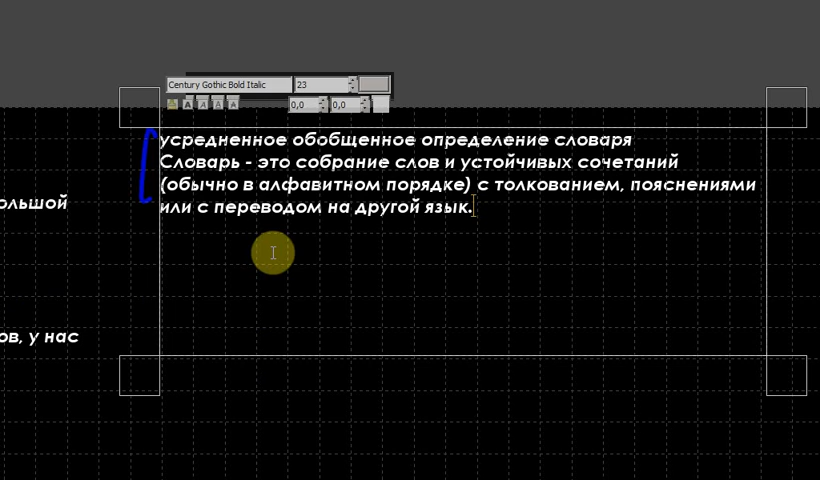 Century Gothic Bold Italic 23
A A A A 0,0 0,0
усредненное обобщенное определение словаря
Словарь - это собрание слов и устойчивых сочетаний
(обычно в алфавитном порядке) с толкованием, пояснениями
или с переводом на другой язык.
ольшой
ов, у нас